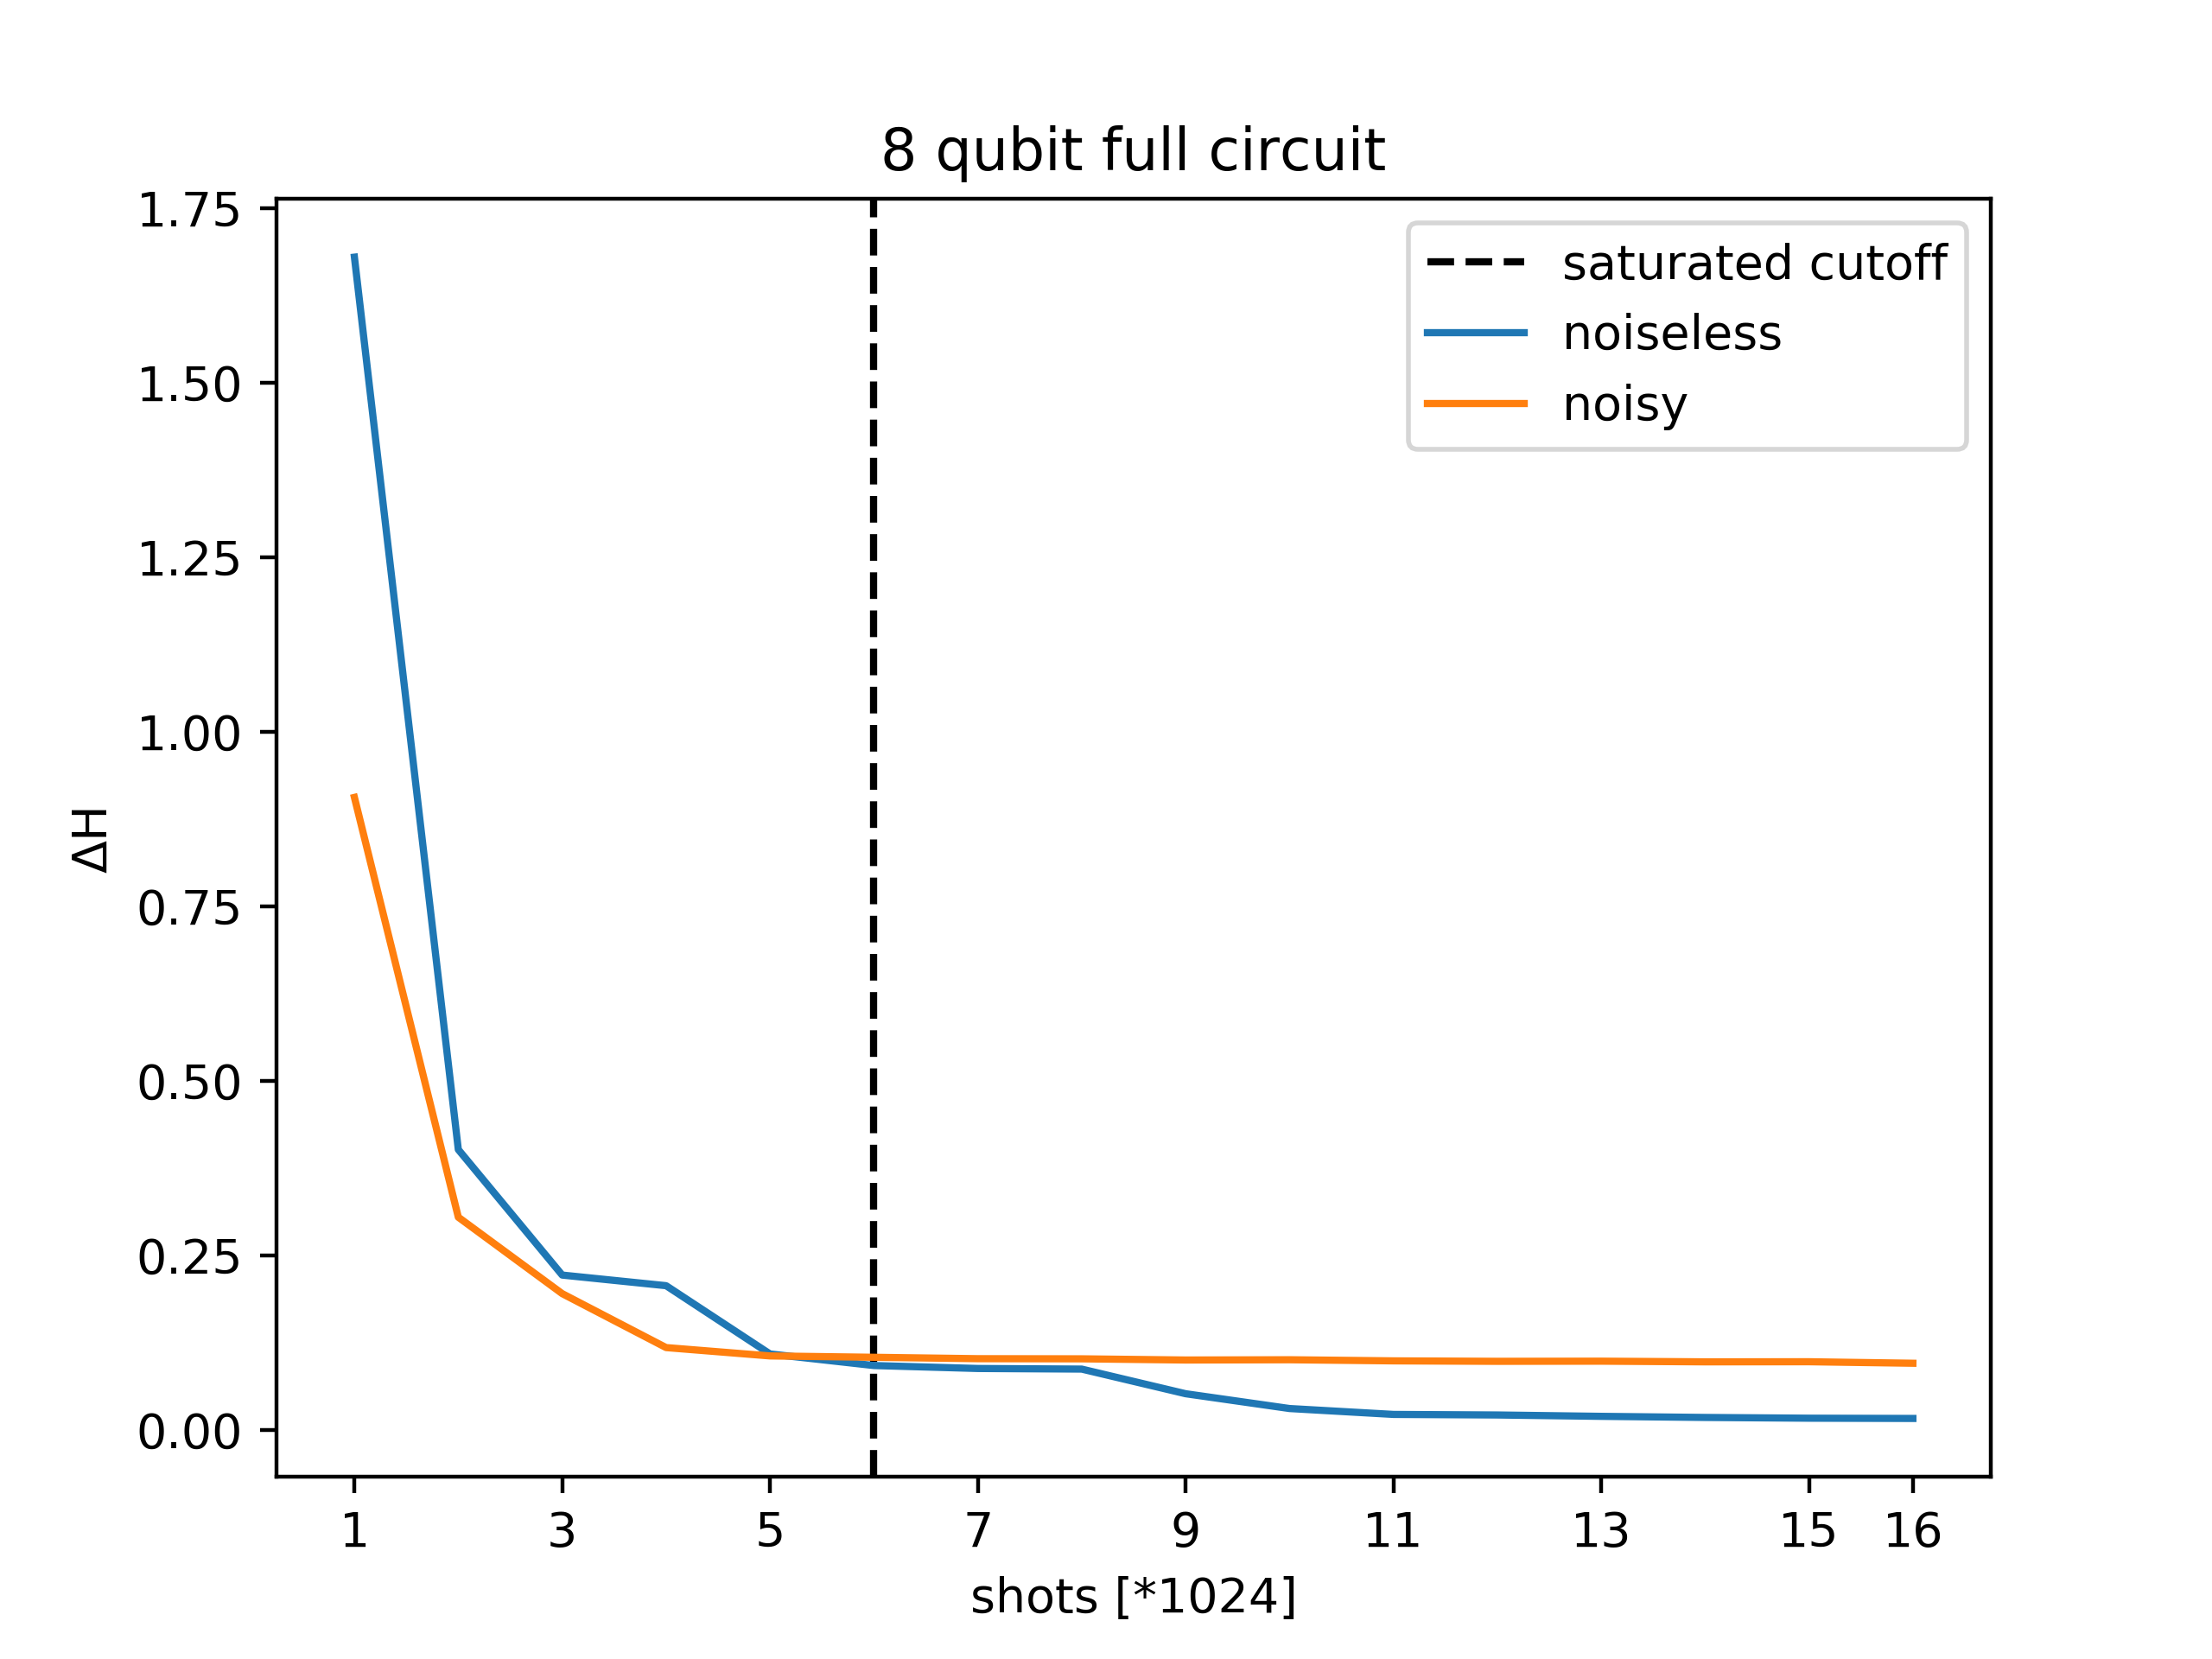 8 qubit full circuit
1.75
1.50
1.25
1.00
0.75
0.50
0.25
0.00
ΔH
saturated cutoff
noiseless
noisy
1 3 5 7 9 11 13 15 16
shots [*1024]